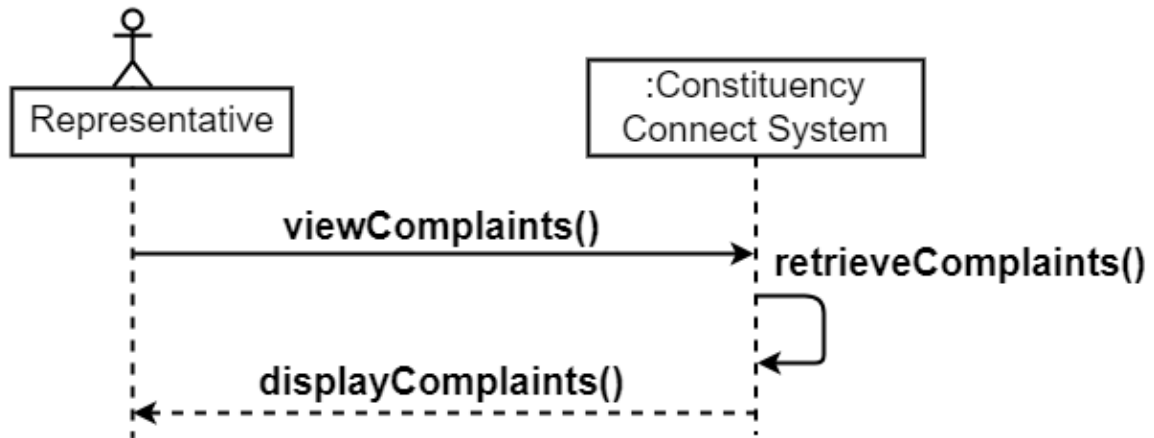 Representative
:Constituency
Connect System
viewComplaints()
retrieveComplaints()
displayComplaints()